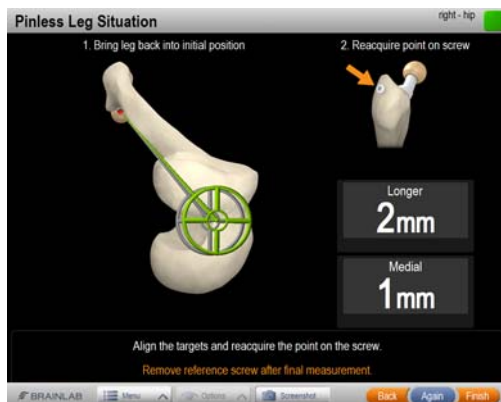 Pinless Leg Situation
right - hip
1. Bring leg back into initial position
2. Reacquire point on screw
Longer
2mm
Medial
1mm
Align the targets and reacquire the point on the screw.
Remove reference screw after final measurement.
BRAINLAB
Menu
Options
Screenshot
Back
Again
Finish